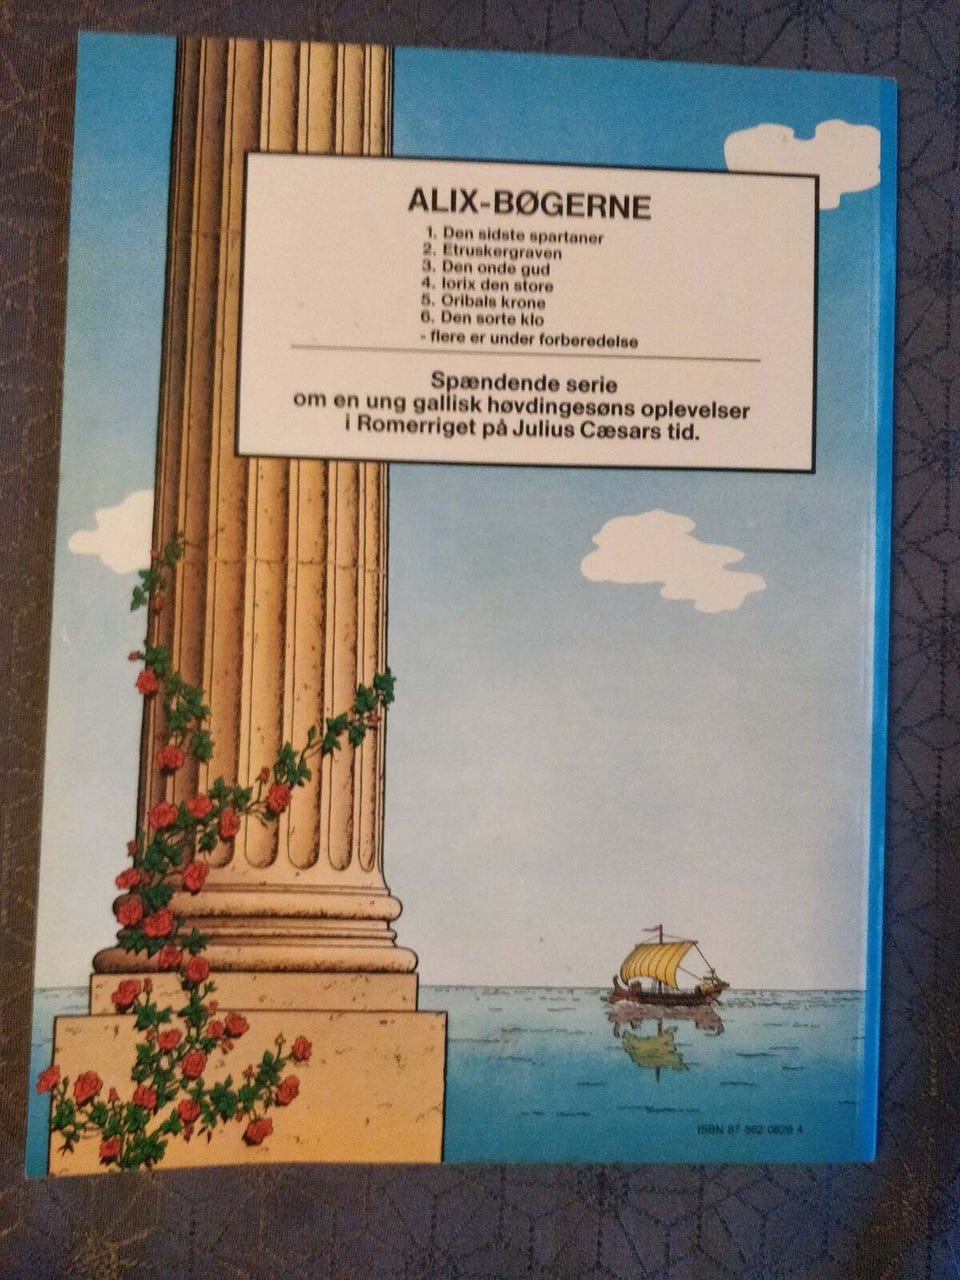 ALIX-BØGERNE
1. Den sidste spartaner
2. Etruskergraven
3. Den onde gud
4. Iorix den store
5. Oribals krone
6. Den sorte klo
- flere er under forberedelse
Spændende serie
om en ung gallisk høvdingesøns oplevelser
i Romerriget på Julius Cæsars tid.
ISBN 87 562 0829 4